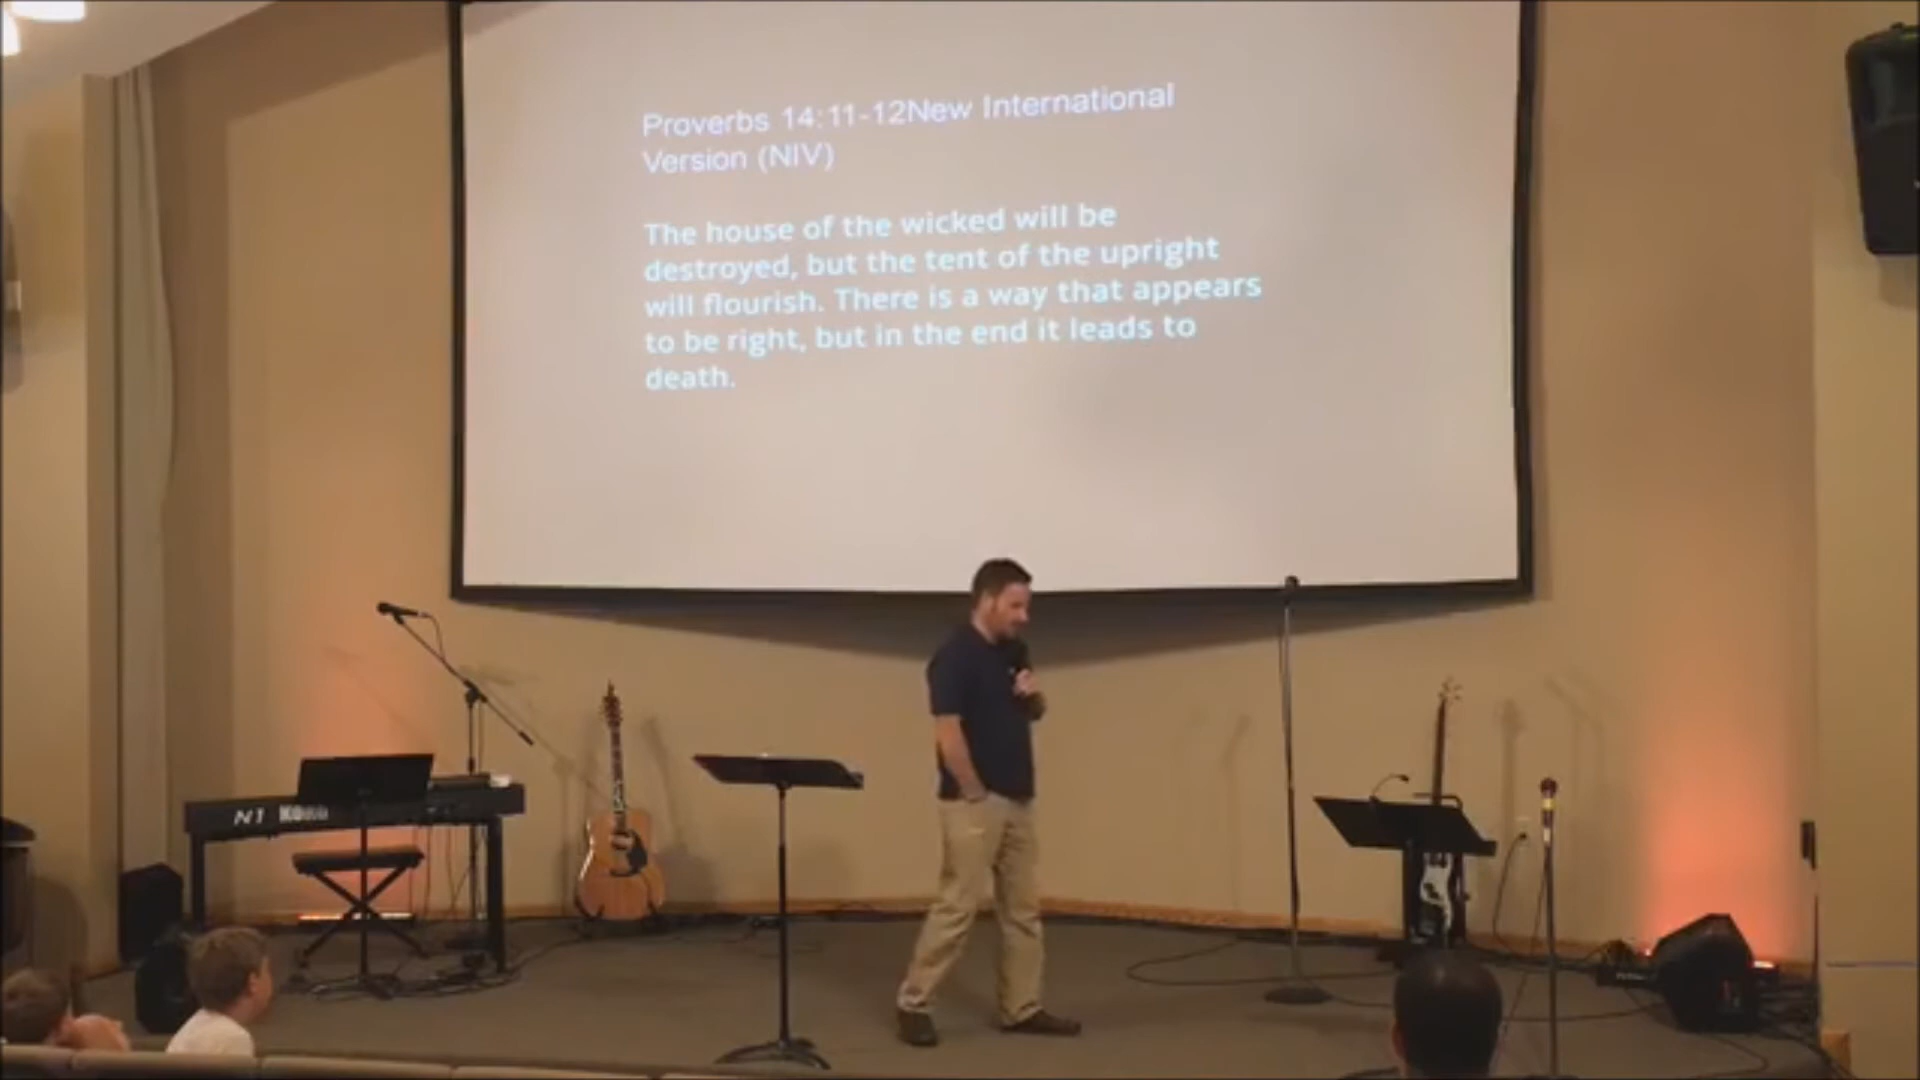 Proverbs 14:11-12New International
Version (NIV)
The house of the wicked will be
destroyed, but the tent of the upright
will flourish. There is a way that appears
to be right, but in the end it leads to
death.
N1 KORG